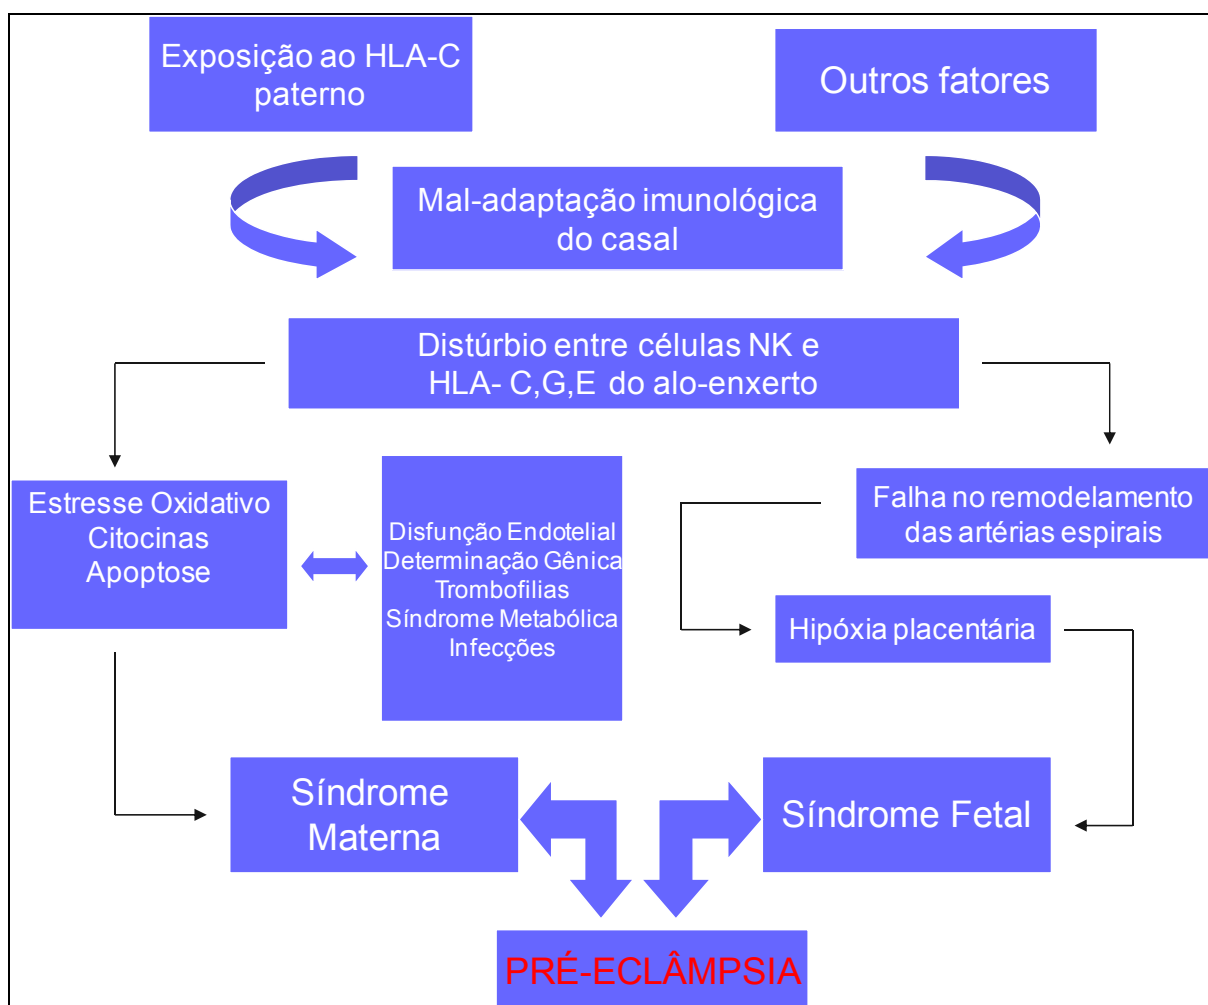 Exposição ao HLA-C
paterno
Outros fatores
Mal-adaptação imunológica
do casal
Distúrbio entre células NK e
HLA- C,G,E do alo-enxerto
Estresse Oxidativo
Citocinas
Apoptose
Disfunção Endotelial
Determinação Gênica
Trombofilias
Síndrome Metabólica
Infecções
Falha no remodelamento
das artérias espirais
Hipóxia placentária
Síndrome
Materna
Síndrome Fetal
PRÉ-ECLÂMPSIA